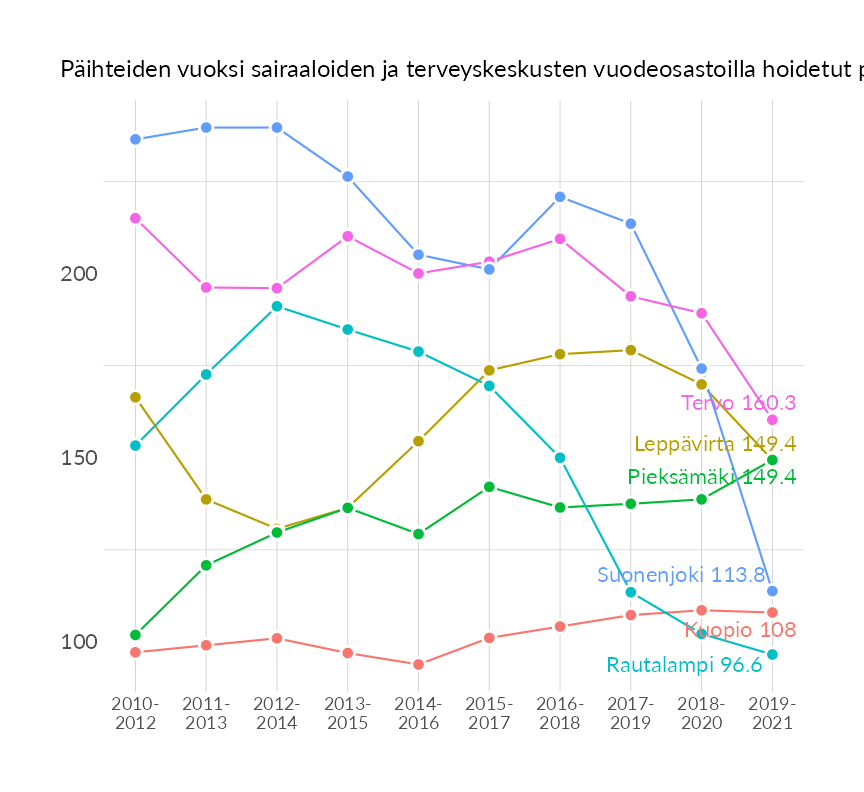 Päihteiden vuoksi sairaaloiden ja terveyskeskusten vuodeosastoilla hoidetut
200
150
100
Tervo 160.3
Leppävirta 149.4
Pieksämäki 149.4
Suonenjoki 113.8
Kuopio 108
Rautalampi 96.6
2010- 2011- 2012- 2013- 2014- 2015- 2016- 2017- 2018- 2019-
2012 2013 2014 2015 2016 2017 2018 2019 2020 2021